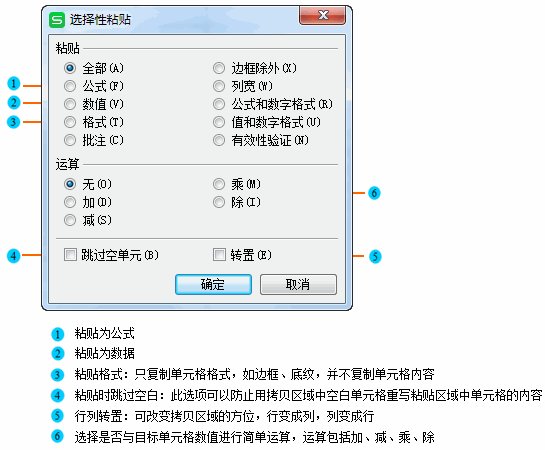 S 选择性粘贴
粘贴
全部(A) 边框除外(X)
1 公式(F) 列宽(W)
2 数值(V) 公式和数字格式(R)
3 格式(T) 值和数字格式(U)
批注(C) 有效性验证(N)
运算
无(O) 乘(M) 6
加(D) 除(I)
减(S)
4 跳过空单元(B) 转置(E) 5
确定 取消
1 粘贴为公式
2 粘贴为数据
3 粘贴格式：只复制单元格格式，如边框、底纹，并不复制单元格内容
4 粘贴时跳过空白：此选项可以防止用拷贝区域中空白单元格重写粘贴区域中单元格的内容
5 行列转置：可改变拷贝区域的方位，行变成列，列变成行
6 选择是否与目标单元格数值进行简单运算，运算包括加、减、乘、除